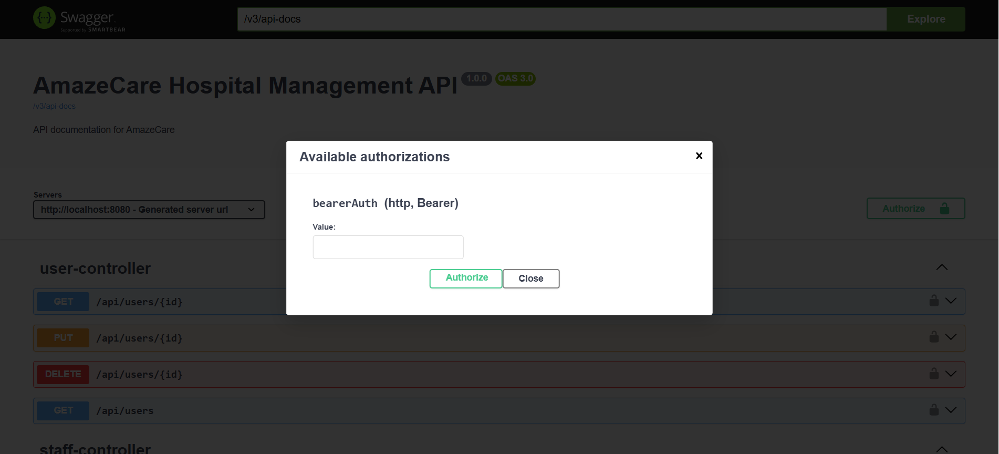 {···} Swagger.
Supported by SMARTBEAR
/v3/api-docs
Explore
AmazeCare Hospital Management API 1.0.0 OAS 3.0
/v3/api-docs
API documentation for AmazeCare
Available authorizations
bearerAuth (http, Bearer)
Value:
Authorize Close
Servers
http://localhost:8080 - Generated server url
Authorize
user-controller
GET /api/users/{id}
PUT /api/users/{id}
DELETE /api/users/{id}
GET /api/users
staff-controller